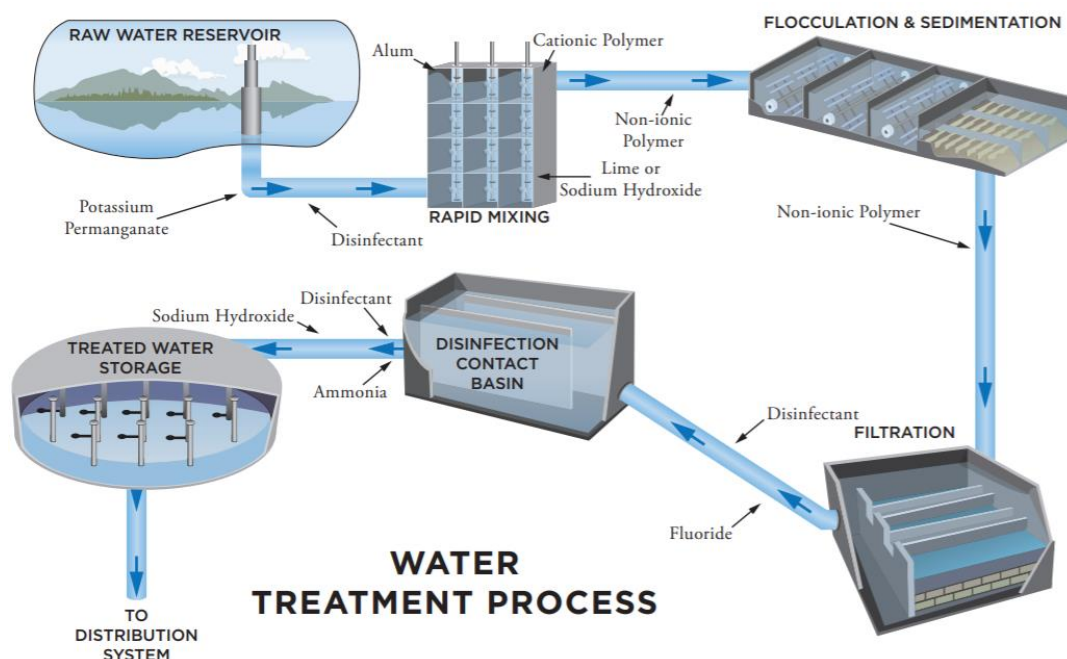 RAW WATER RESERVOIR
Alum
Cationic Polymer
FLOCCULATION & SEDIMENTATION
Non-ionic
Polymer
Lime or
Sodium Hydroxide
RAPID MIXING
Potassium
Permanganate
Disinfectant
Non-ionic Polymer
Disinfectant
Sodium Hydroxide
TREATED WATER
STORAGE
Ammonia
DISINFECTION
CONTACT
BASIN
Disinfectant
FILTRATION
Fluoride
WATER
TREATMENT PROCESS
TO
DISTRIBUTION
SYSTEM